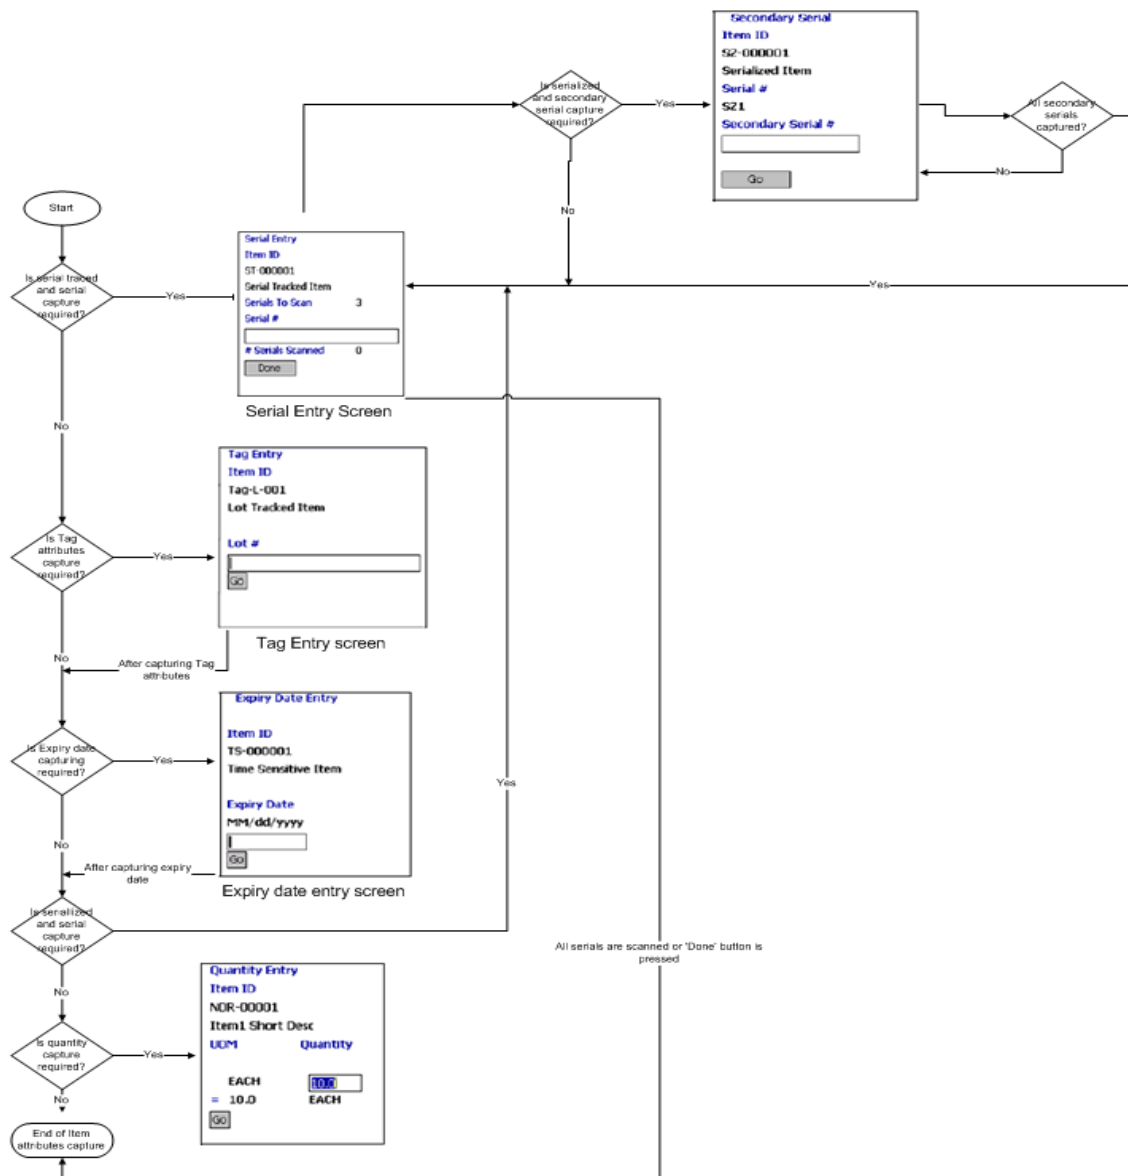 Secondary Serial
Item ID
S2-000001
Serialized Item
Serial #
SZ1
Secondary Serial #
Go
Is serialized
and secondary
serial capture
required?
Yes
No
All secondary
serials
captured?
No
Yes
Start
Is serial traced
and serial
capture
required?
Yes
No
Serial Entry
Item ID
ST-000001
Serial Tracked Item
Serials To Scan 3
Serial #
# Serials Scanned 0
Done
Serial Entry Screen
Tag Entry
Item ID
Tag-L-001
Lot Tracked Item
Lot #
Go
Tag Entry screen
Is Tag
attributes
capture
required?
Yes
No
After capturing Tag
attributes
Expiry Date Entry
Item ID
TS-000001
Time Sensitive Item
Expiry Date
MM/dd/yyyy
Go
Expiry date entry screen
Is Expiry date
capturing
required?
Yes
No
After capturing expiry
date
Is serialized
and serial
capture
required?
Yes
No
All serials are scanned or 'Done' button is
pressed
Quantity Entry
Item ID
NOR-00001
Item1 Short Desc
UOM Quantity
EACH 10.0
= 10.0 EACH
Go
Is quantity
capture
required?
Yes
No
End of Item
attributes capture